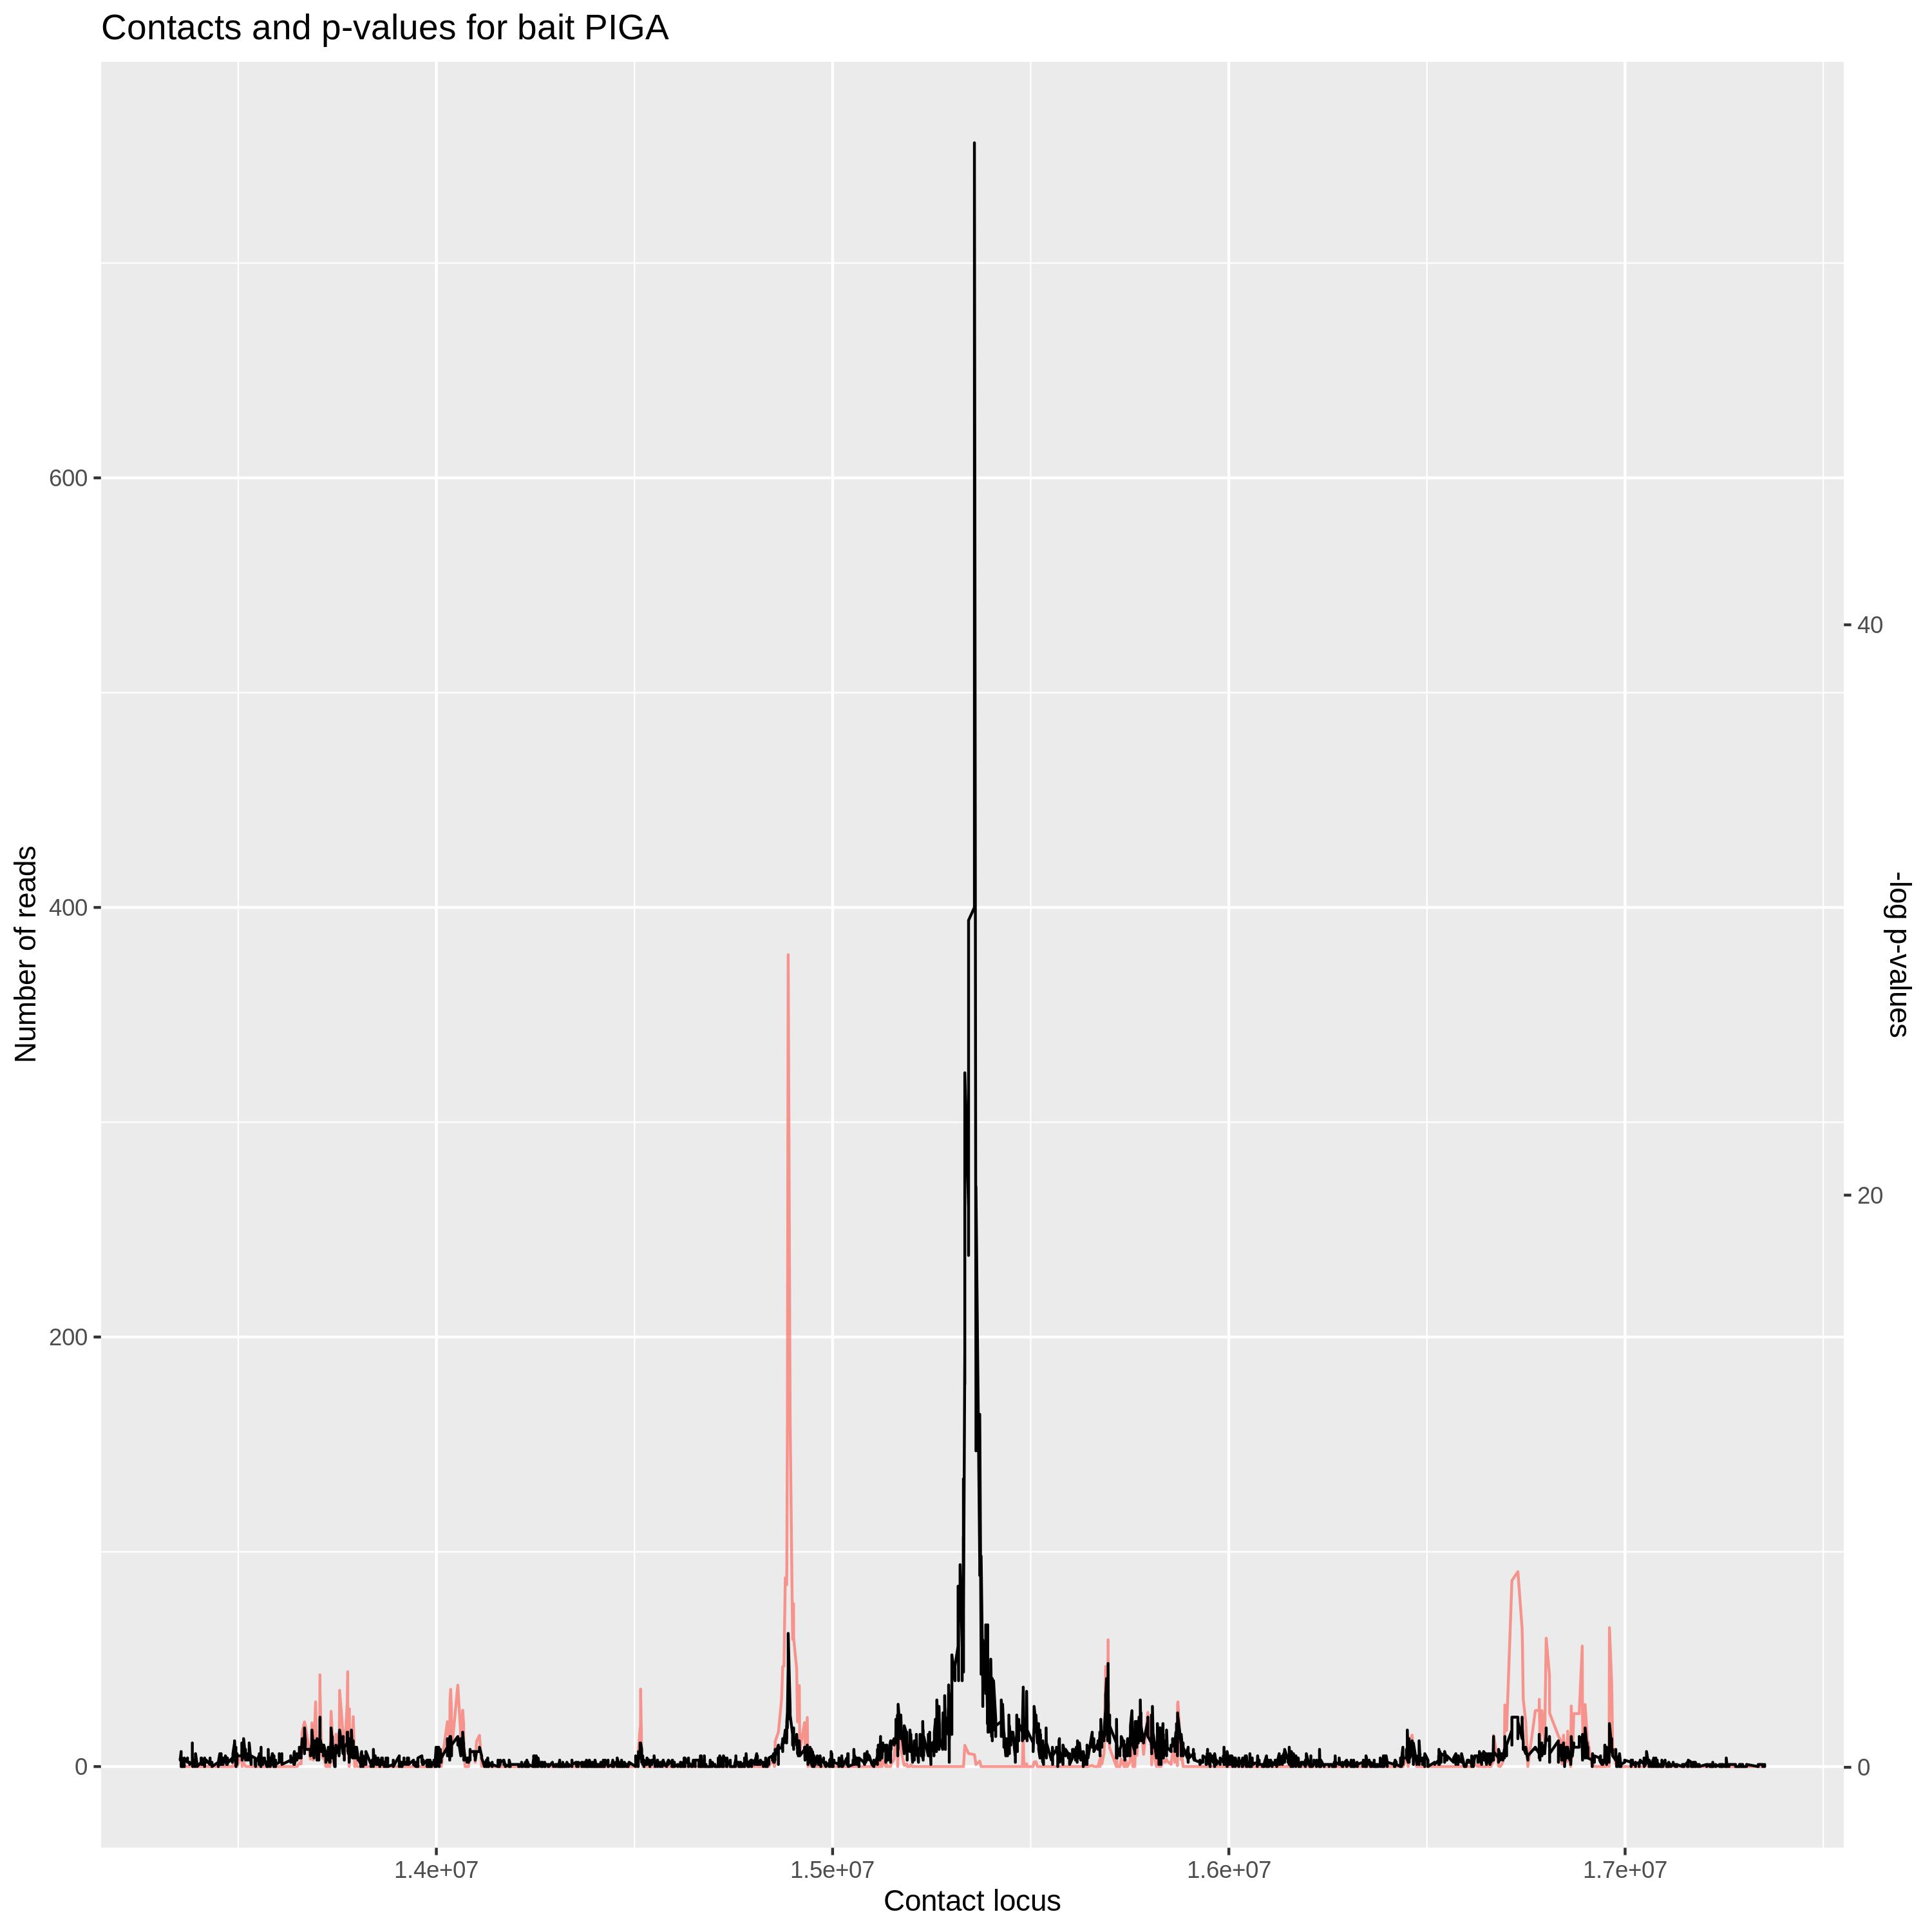 Contacts and p-values for bait PIGA
Number of reads
600
400
200
0
40
20
0
-log p-values
1.4e+07
1.5e+07
1.6e+07
1.7e+07
Contact locus